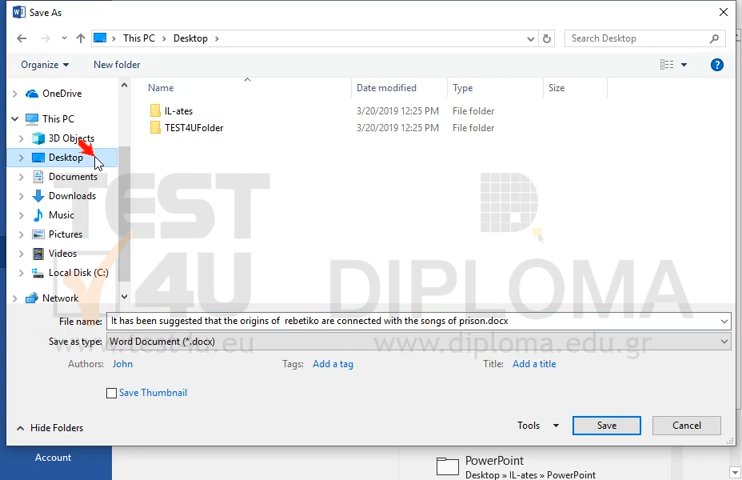 Save As
This PC
Desktop
Search Desktop
Organize
New folder
Name
Date modified
Type
Size
OneDrive
This PC
3D Objects
Desktop
Documents
Downloads
Music
Pictures
Videos
Local Disk (C:)
Network
IL-ates 3/20/2019 12:25 PM File folder
TEST4UFolder 3/20/2019 12:25 PM File folder
TEST
4U
www.test4u.eu
D.
DIPLOMA
www.diploma.edu.gr
File name: It has been suggested that the origins of rebetiko are connected with the songs of prison.docx
Save as type: Word Document (*.docx)
Authors: John
Tags: Add a tag
Title: Add a title
Save Thumbnail
Hide Folders
Tools
Save
Cancel
Account
PowerPoint
Desktop » IL-ates » PowerPoint